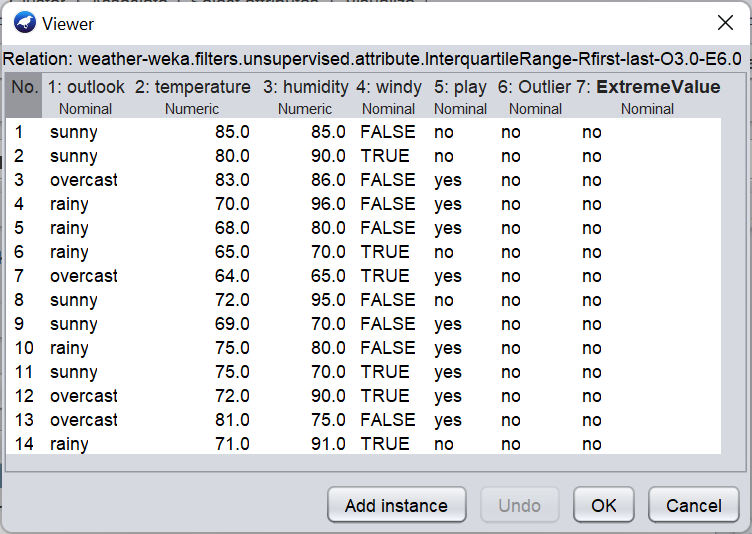 Viewer
Relation: weather-weka.filters.unsupervised.attribute.InterquartileRange-Rfirst-last-O3.0-E6.0
No. 1: outlook 2: temperature 3: humidity 4: windy 5: play 6: Outlier 7: ExtremeValue
Nominal Numeric Numeric Nominal Nominal Nominal Nominal
1 sunny 85.0 85.0 FALSE no no no
2 sunny 80.0 90.0 TRUE no no no
3 overcast 83.0 86.0 FALSE yes no no
4 rainy 70.0 96.0 FALSE yes no no
5 rainy 68.0 80.0 FALSE yes no no
6 rainy 65.0 70.0 TRUE no no no
7 overcast 64.0 65.0 TRUE yes no no
8 sunny 72.0 95.0 FALSE no no no
9 sunny 69.0 70.0 FALSE yes no no
10 rainy 75.0 80.0 FALSE yes no no
11 sunny 75.0 70.0 TRUE yes no no
12 overcast 72.0 90.0 TRUE yes no no
13 overcast 81.0 75.0 FALSE yes no no
14 rainy 71.0 91.0 TRUE no no no
Add instance Undo OK Cancel